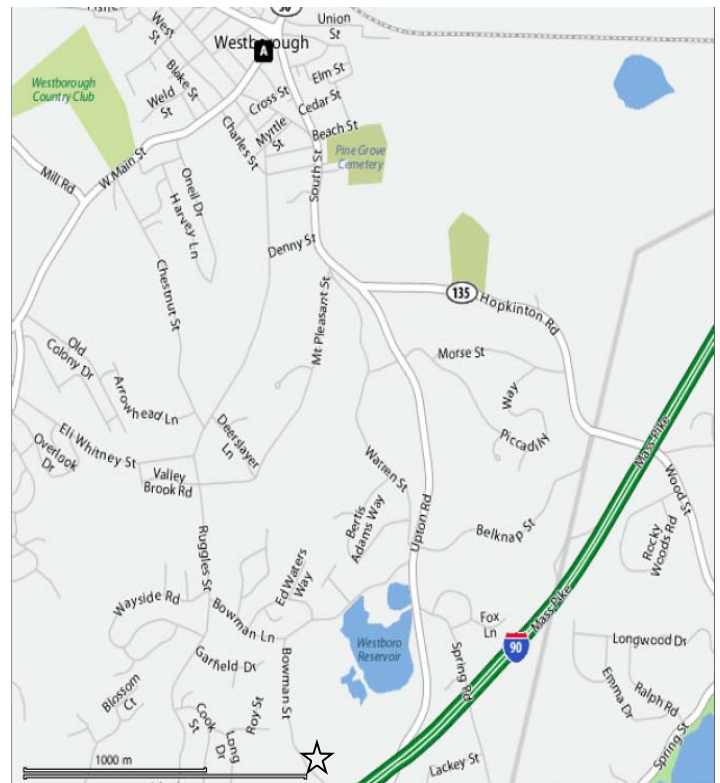 30
Union
St
West
St
Westborough
A
Westborough
Country Club
Blake St
Elm St
Weld
St
Cross St
Cedar St
Myrtle
St
Beach St
Charles St
Pine Grove
Cemetery
W Main St
Mill Rd
South St
Oneil Dr
Harvey Ln
Denny St
Chestnut St
Mt Pleasant St
135
Hopkinton Rd
Old
Colony Dr
Morse St
Arrowhead Ln
Way
Piccadilly
Deerslayer
Ln
Eli Whitney St
Overlook
Dr
Valley
Brook Rd
Warren St
Mass Pike
Wood St
Bertis
Adams Way
Upton Rd
Belknap St
Rocky
Woods Rd
Ruggles St
Ed Waters
Way
Wayside Rd
Bowman Ln
Fox
Ln
Mass Pike
90
Westboro
Reservoir
Longwood Dr
Garfield Dr
Bowman St
Spring Rd
Emma Dr
Ralph Rd
Blossom
Ct
Cook
St
Long
Dr
Roy St
Spring St
Lackey St
1000 m